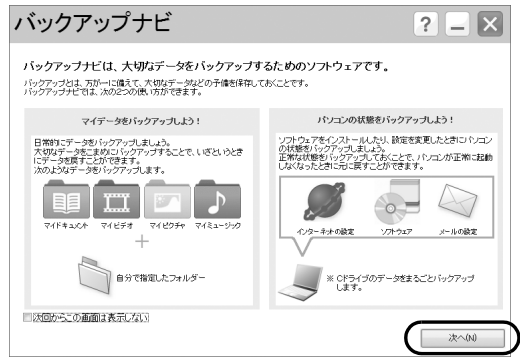 バックアップナビ
? － ×
バックアップナビは、大切なデータをバックアップするためのソフトウェアです。
バックアップとは、万が一に備えて、大切なデータなどの予備を保存しておくことです。
バックアップナビでは、次の2つの使い方ができます。
マイデータをバックアップしよう！
日常的にデータをバックアップしましょう。
大切なデータをこまめにバックアップすることで、いざというとき
にデータを戻すことができます。
次のようなデータをバックアップします。
マイドキュメント マイビデオ マイピクチャ マイミュージック
＋
自分で指定したフォルダー
パソコンの状態をバックアップしよう！
ソフトウェアをインストールしたり、設定を変更したときにパソコン
の状態をバックアップしましょう。
正常な状態をバックアップしておくことで、パソコンが正常に起動
しなくなったときに元に戻すことができます。
インターネットの設定 ソフトウェア メールの設定
※ Cドライブのデータをまるごとバックアップ
します。
次回からこの画面は表示しない
次へ(N)